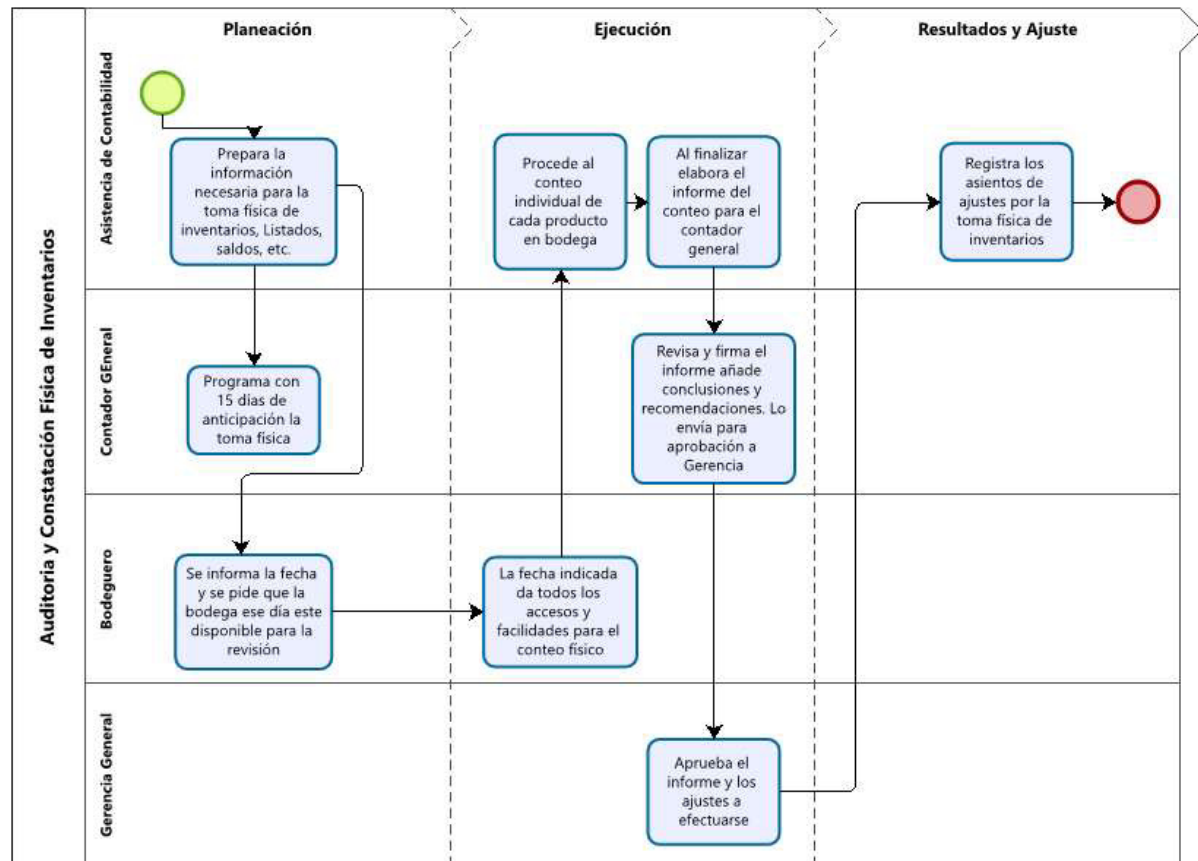 Auditoria y Constatación Física de Inventarios
Planeación
Ejecución
Resultados y Ajuste
Asistencia de Contabilidad
Prepara la
información
necesaria para la
toma física de
inventarios, Listados,
saldos, etc.
Procede al
conteo
individual de
cada producto
en bodega
Al finalizar
elabora el
informe del
conteo para el
contador
general
Registra los
asientos de
ajustes por la
toma física de
inventarios
Contador GEneral
Programa con
15 días de
anticipación la
toma física
Revisa y firma el
informe añade
conclusiones y
recomendaciones. Lo
envía para
aprobación a
Gerencia
Bodeguero
Se informa la fecha
y se pide que la
bodega ese día este
disponible para la
revisión
La fecha indicada
da todos los
accesos y
facilidades para el
conteo físico
Gerencia General
Aprueba el
informe y los
ajustes a
efectuarse